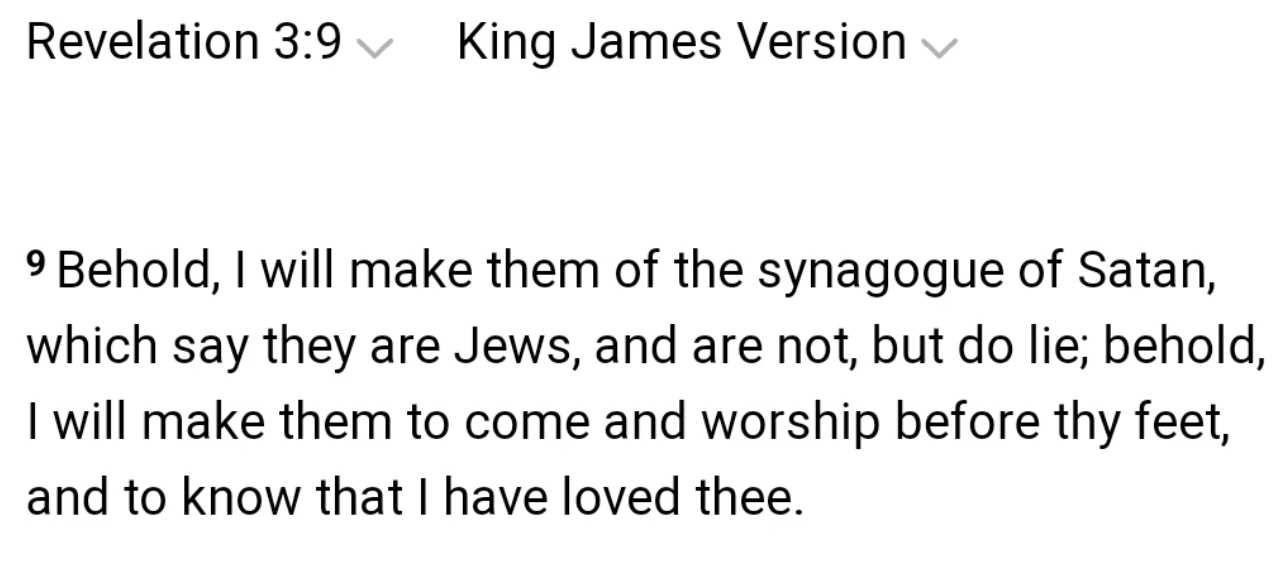 Revelation 3:9 King James Version
9 Behold, I will make them of the synagogue of Satan,
which say they are Jews, and are not, but do lie; behold,
I will make them to come and worship before thy feet,
and to know that I have loved thee.